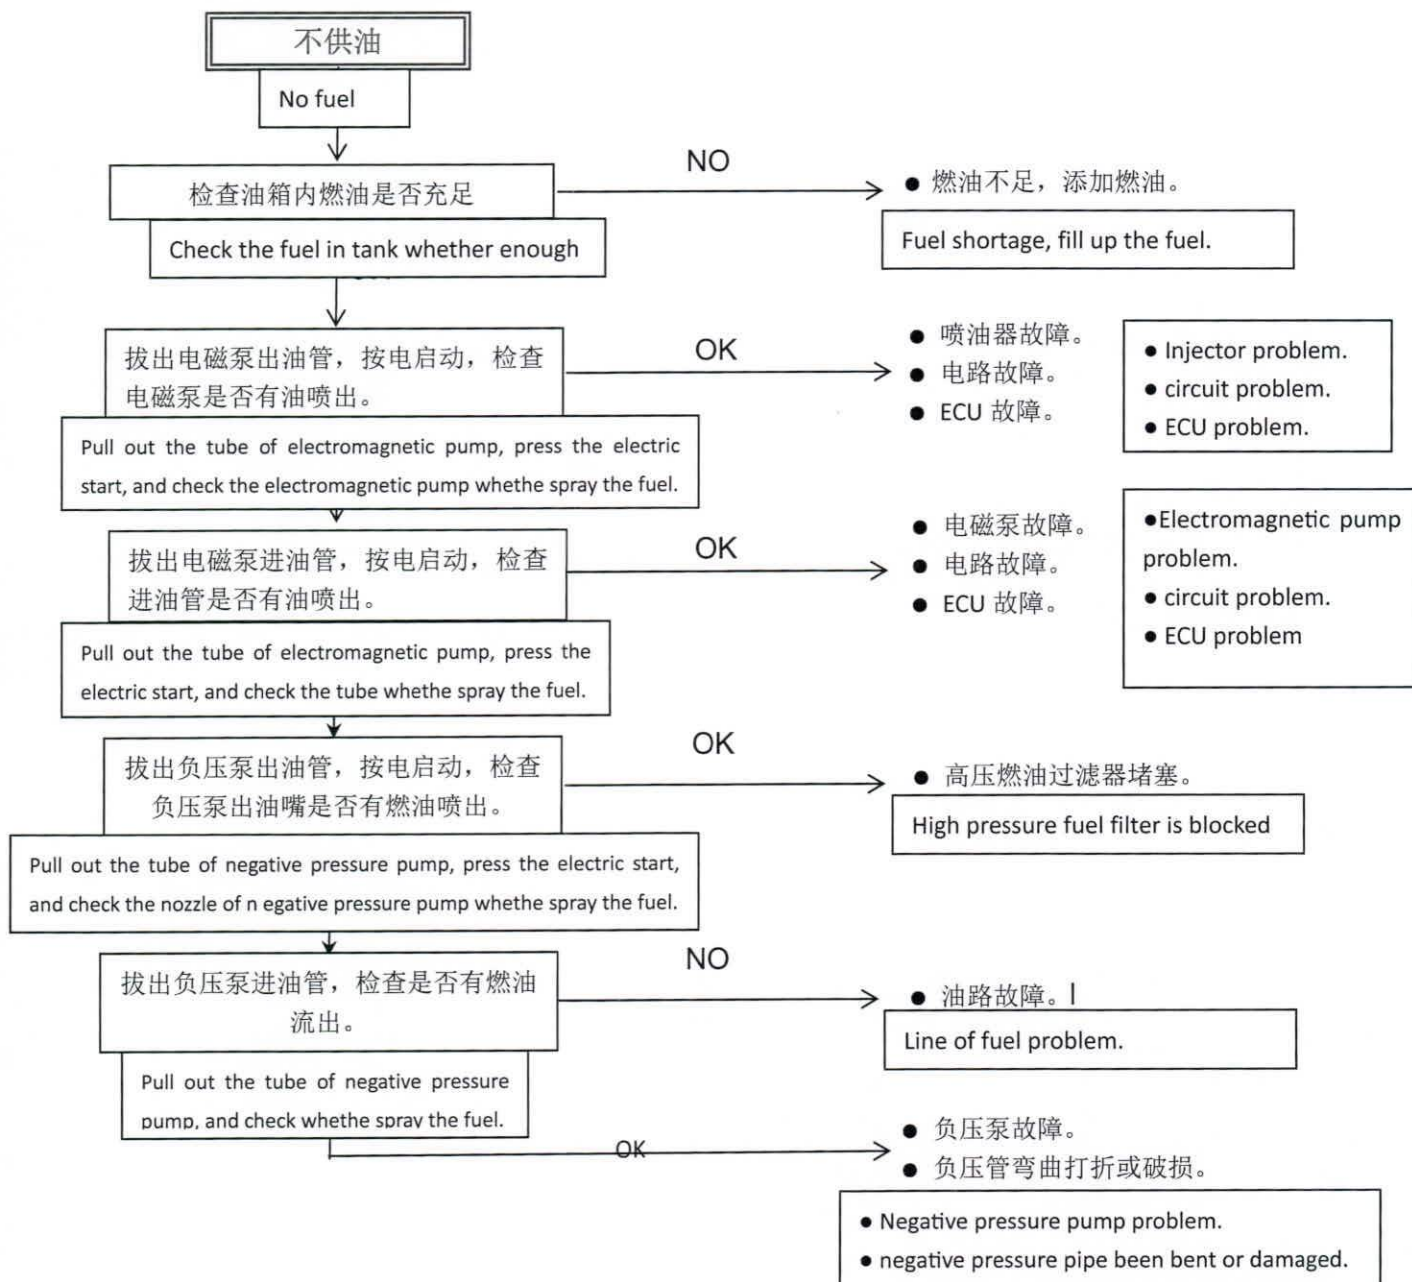 不供油
No fuel
检查油箱内燃油是否充足
Check the fuel in tank whether enough
NO
● 燃油不足，添加燃油。
Fuel shortage, fill up the fuel.
拔出电磁泵出油管，按电启动，检查
电磁泵是否有油喷出。
Pull out the tube of electromagnetic pump, press the electric
start, and check the electromagnetic pump whethe spray the fuel.
OK
● 喷油器故障。
● 电路故障。
● ECU 故障。
● Injector problem.
● circuit problem.
● ECU problem.
拔出电磁泵进油管，按电启动，检查
进油管是否有油喷出。
Pull out the tube of electromagnetic pump, press the
electric start, and check the tube whethe spray the fuel.
OK
● 电磁泵故障。
● 电路故障。
● ECU 故障。
●Electromagnetic pump
problem.
● circuit problem.
● ECU problem
拔出负压泵出油管，按电启动，检查
负压泵出油嘴是否有燃油喷出。
Pull out the tube of negative pressure pump, press the electric start,
and check the nozzle of n egative pressure pump whethe spray the fuel.
OK
● 高压燃油过滤器堵塞。
High pressure fuel filter is blocked
拔出负压泵进油管，检查是否有燃油
流出。
Pull out the tube of negative pressure
pump, and check whethe spray the fuel.
NO
● 油路故障。
Line of fuel problem.
OK
● 负压泵故障。
● 负压管弯曲打折或破损。
● Negative pressure pump problem.
● negative pressure pipe been bent or damaged.